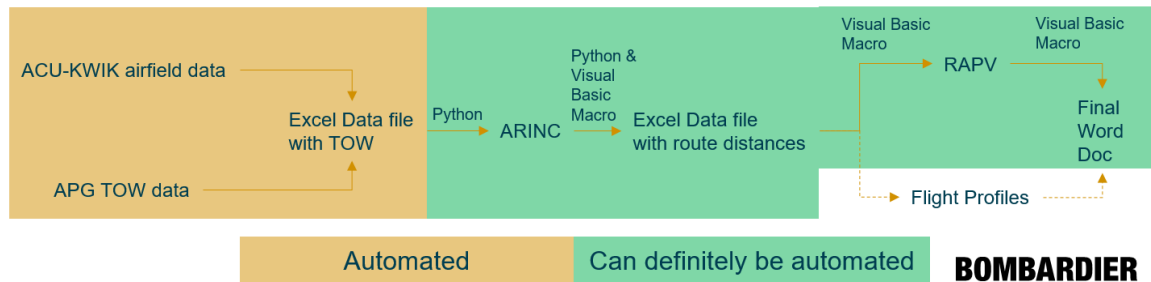 ACU-KWIK airfield data
APG TOW data
Excel Data file
with TOW
Python
ARINC
Python &
Visual
Basic
Macro
Excel Data file
with route distances
Visual Basic
Macro
RAPV
Visual Basic
Macro
Flight Profiles
Final
Word
Doc
Automated
Can definitely be automated
BOMBARDIER